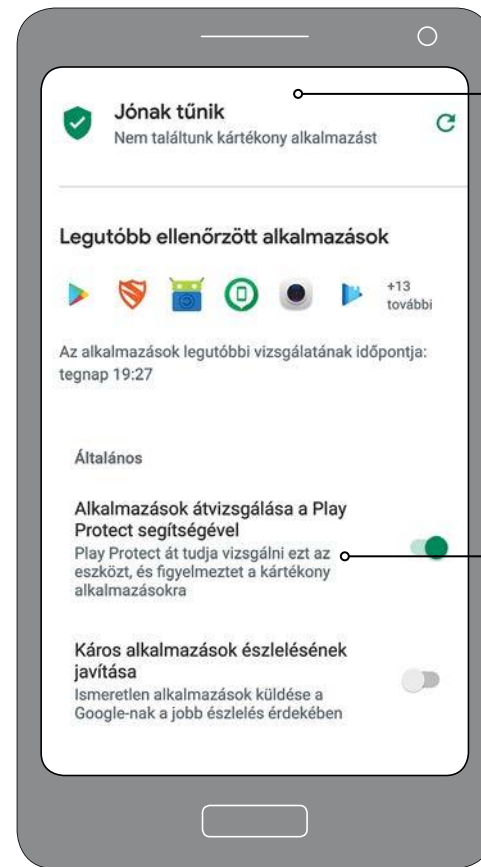 Jónak tűnik
Nem találtunk kártékony alkalmazást
Legutóbb ellenőrzött alkalmazások
+13
további
Az alkalmazások legutóbbi vizsgálatának időpontja:
tegnap 19:27
Általános
Alkalmazások átvizsgálása a Play
Protect segítségével
Play Protect át tudja vizsgálni ezt az
eszközt, és figyelmeztet a kártékony
alkalmazásokra
Káros alkalmazások észlelésének
javítása
Ismeretlen alkalmazások küldése a
Google-nak a jobb észlelés érdekében